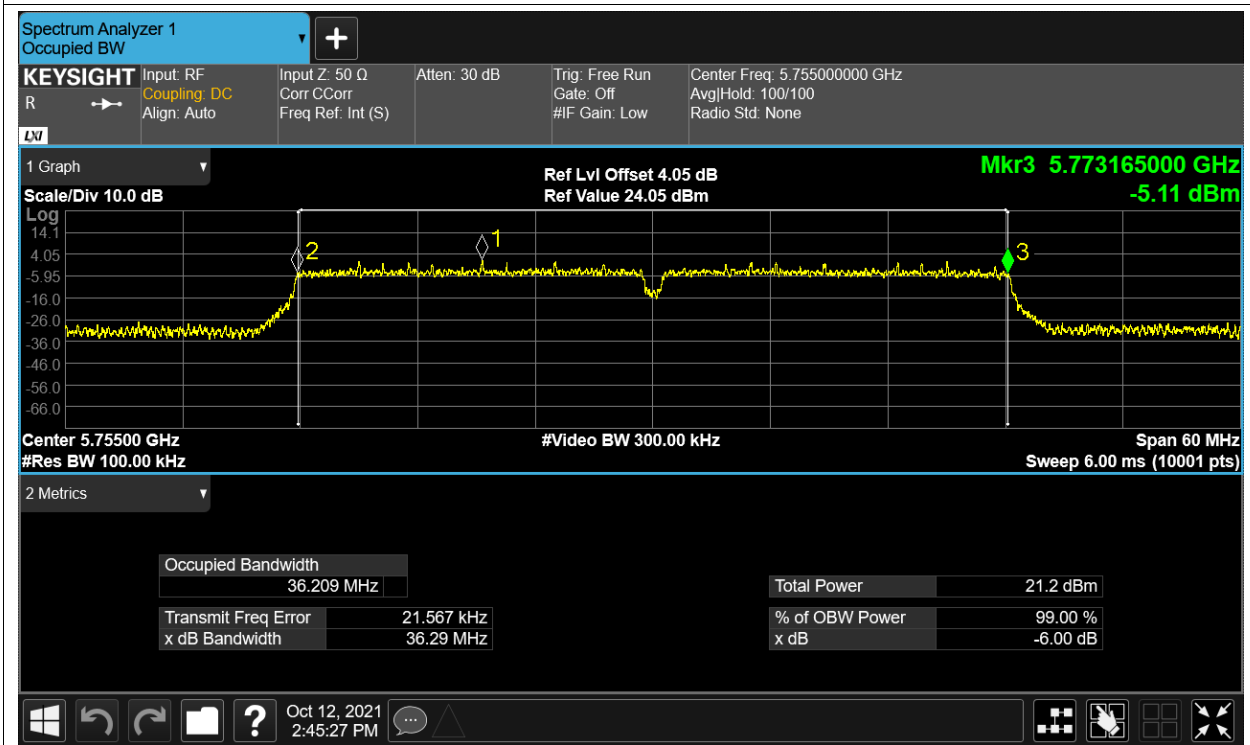 Spectrum Analyzer 1
Occupied BW
KEYSIGHT
R
LXI
Input: RF
Coupling: DC
Align: Auto
Input Z: 50 Ω
Corr CCorr
Freq Ref: Int (S)
Atten: 30 dB
Trig: Free Run
Gate: Off
#IF Gain: Low
Center Freq: 5.755000000 GHz
Avg|Hold: 100/100
Radio Std: None
1 Graph
Ref Lvl Offset 4.05 dB
Mkr3 5.773165000 GHz
Scale/Div 10.0 dB
Ref Value 24.05 dBm
-5.11 dBm
Log
14.1
4.05
-5.95
-16.0
-26.0
-36.0
-46.0
-56.0
-66.0
2
1
3
Center 5.75500 GHz
#Video BW 300.00 kHz
Span 60 MHz
#Res BW 100.00 kHz
Sweep 6.00 ms (10001 pts)
2 Metrics
Occupied Bandwidth
36.209 MHz
Total Power 21.2 dBm
Transmit Freq Error 21.567 kHz
% of OBW Power 99.00 %
x dB Bandwidth 36.29 MHz
x dB -6.00 dB
?
Oct 12, 2021
2:45:27 PM